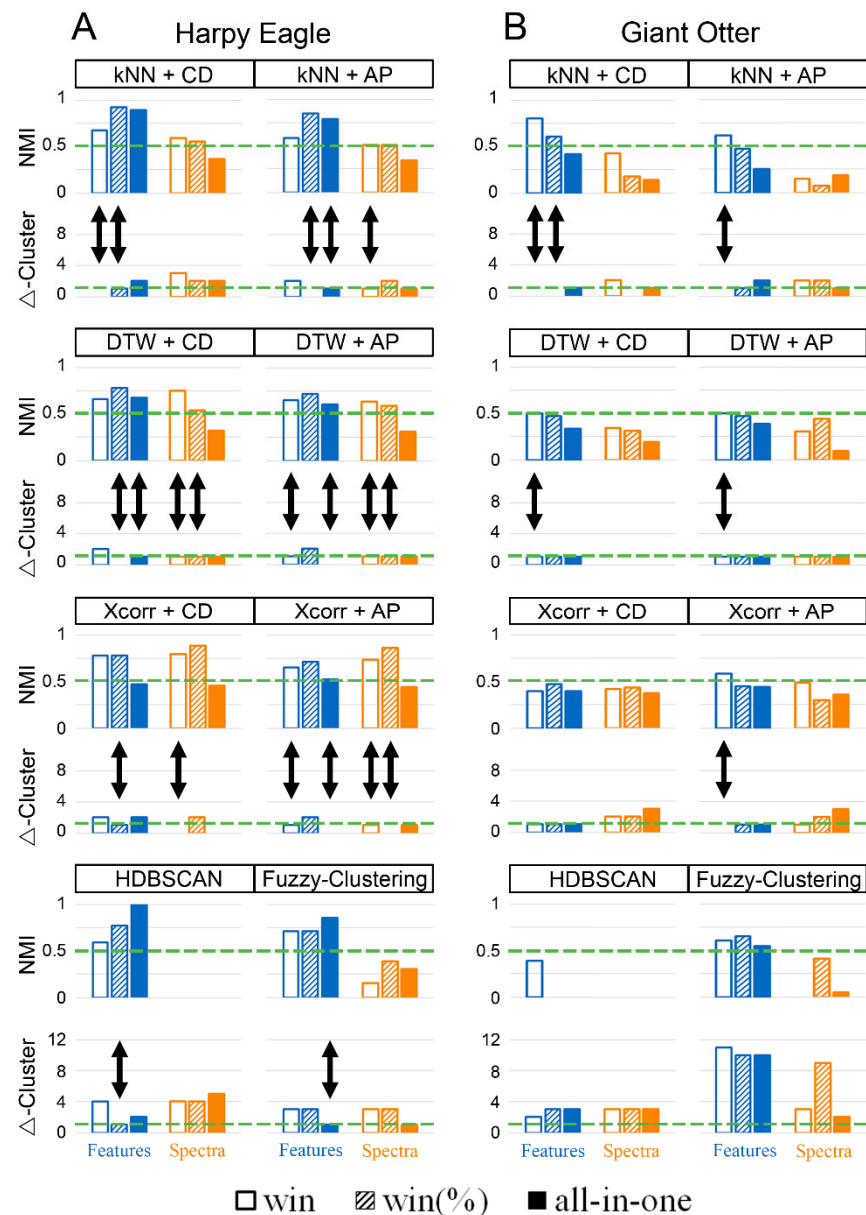 A Harpy Eagle B Giant Otter
kNN + CD kNN + AP kNN + CD kNN + AP
NMI 1 0.5 0 1 0.5 0
△-Cluster 8 4 0 8 4 0
DTW + CD DTW + AP DTW + CD DTW + AP
NMI 1 0.5 0 1 0.5 0
△-Cluster 8 4 0 8 4 0
Xcorr + CD Xcorr + AP Xcorr + CD Xcorr + AP
NMI 1 0.5 0 1 0.5 0
△-Cluster 8 4 0 8 4 0
HDBSCAN Fuzzy-Clustering HDBSCAN Fuzzy-Clustering
NMI 1 0.5 0 1 0.5 0
△-Cluster 12 8 4 0 12 8 4 0
Features Spectra Features Spectra Features Spectra Features Spectra
win win(%) all-in-one